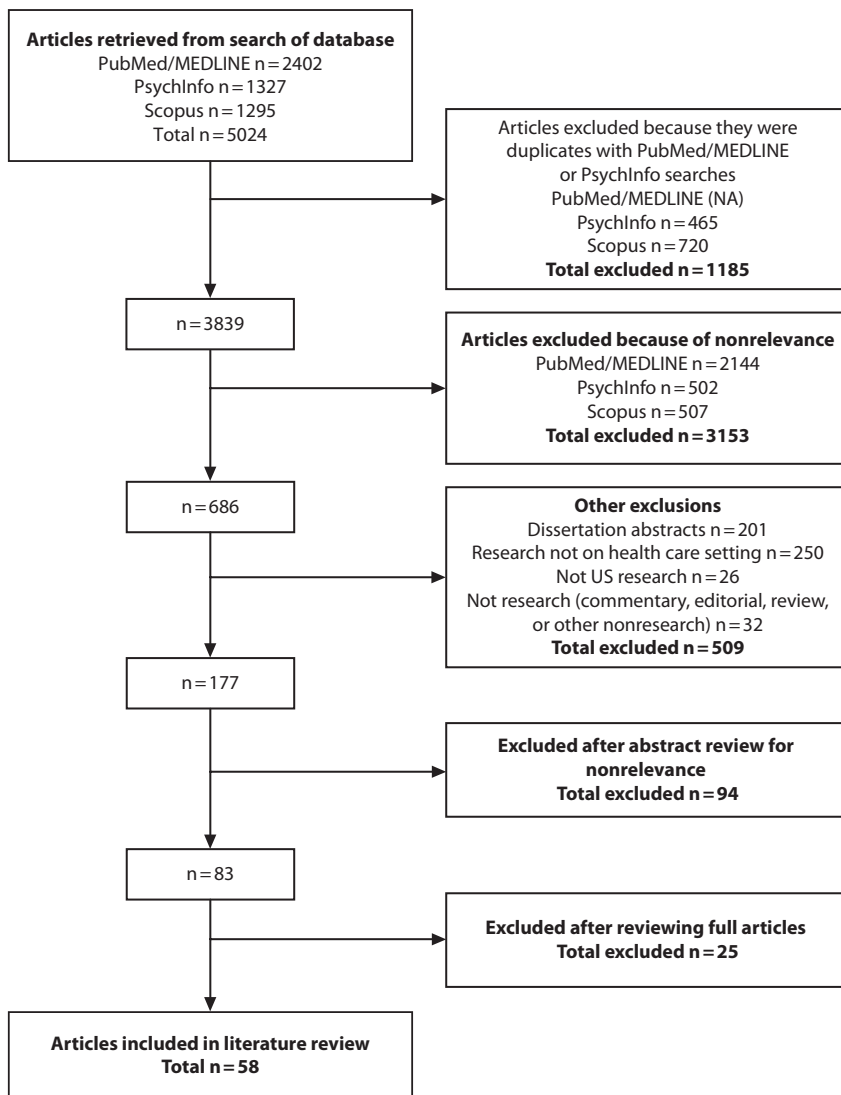 Articles retrieved from search of database
PubMed/MEDLINE n = 2402
PsychInfo n = 1327
Scopus n = 1295
Total n = 5024
Articles excluded because they were
duplicates with PubMed/MEDLINE
or PsychInfo searches
PubMed/MEDLINE (NA)
PsychInfo n = 465
Scopus n = 720
Total excluded n = 1185
n = 3839
Articles excluded because of nonrelevance
PubMed/MEDLINE n = 2144
PsychInfo n = 502
Scopus n = 507
Total excluded n = 3153
n = 686
Other exclusions
Dissertation abstracts n = 201
Research not on health care setting n = 250
Not US research n = 26
Not research (commentary, editorial, review,
or other nonresearch) n = 32
Total excluded n = 509
n = 177
Excluded after abstract review for
nonrelevance
Total excluded n = 94
n = 83
Excluded after reviewing full articles
Total excluded n = 25
Articles included in literature review
Total n = 58